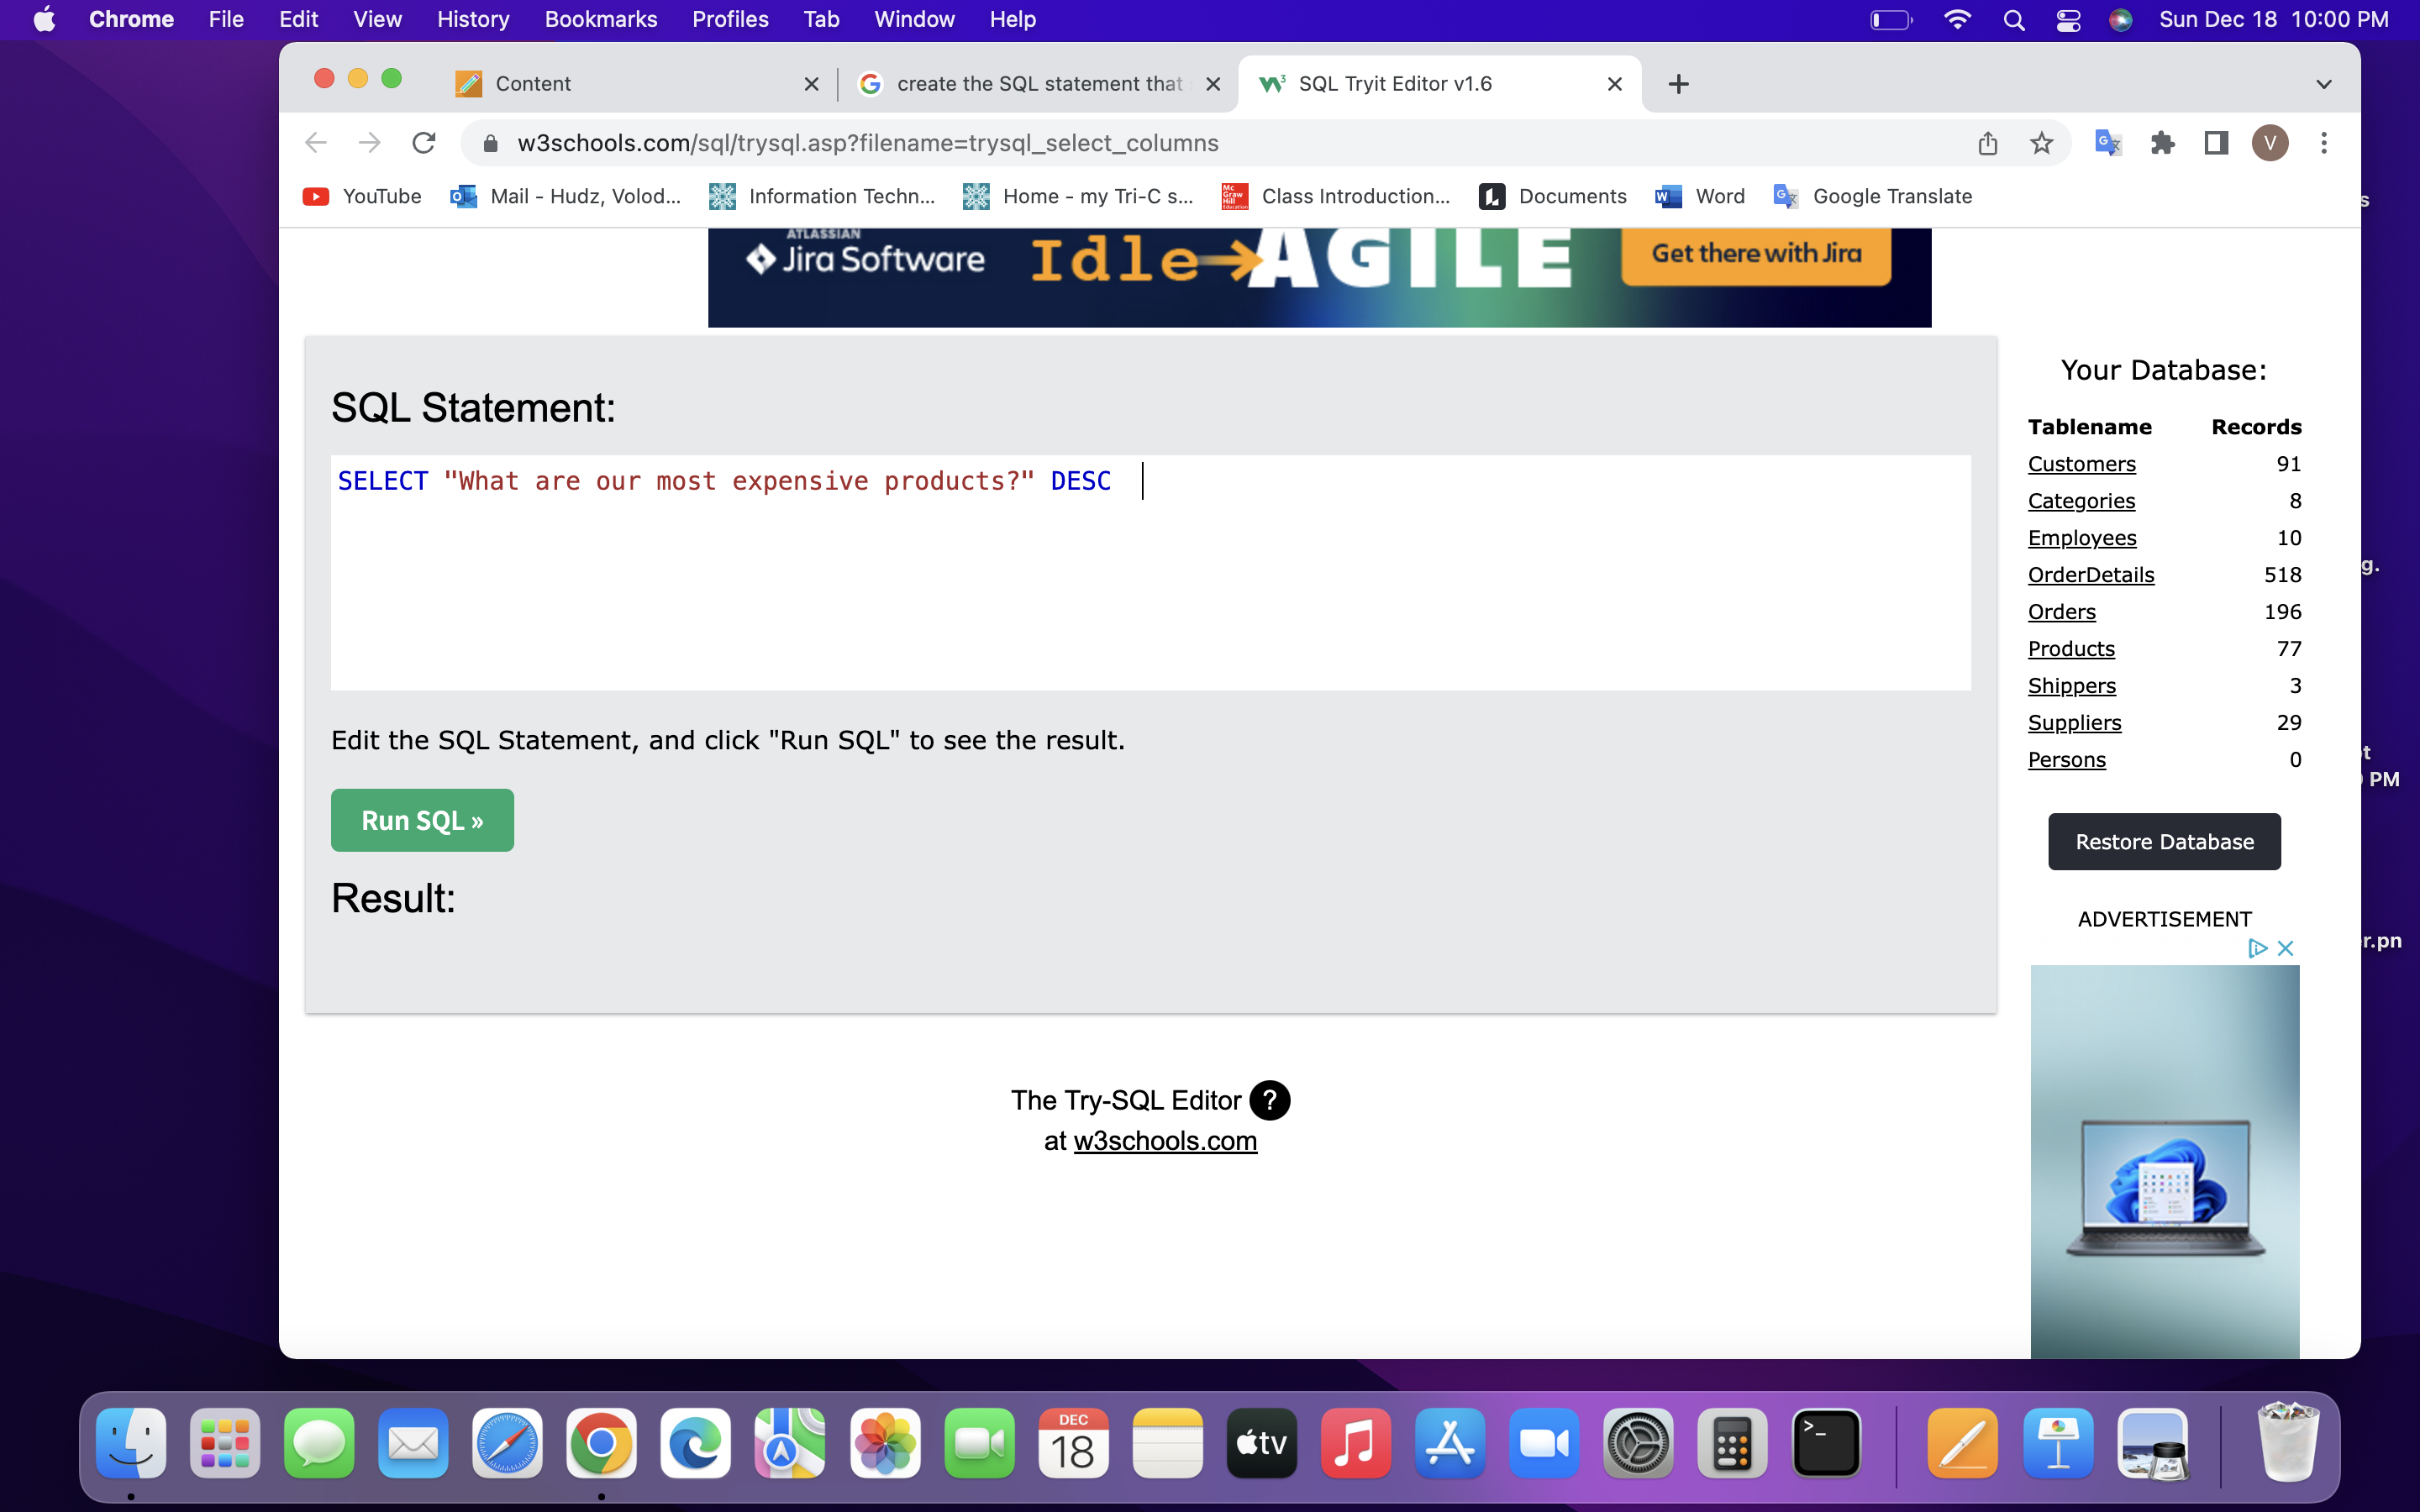 Chrome File Edit View History Bookmarks Profiles Tab Window Help Sun Dec 18 10:00 PM
Content create the SQL statement that SQL Tryit Editor v1.6
w3schools.com/sql/trysql.asp?filename=trysql_select_columns V
YouTube Mail - Hudz, Volod... Information Techn... Home - my Tri-C s... Class Introduction... Documents Word Google Translate
ATLASSIAN
Jira Software Idle AGILE Get there with Jira
SQL Statement:
SELECT "What are our most expensive products?" DESC
Edit the SQL Statement, and click "Run SQL" to see the result.
Run SQL »
Result:
The Try-SQL Editor ?
at w3schools.com
Your Database:
Tablename Records
Customers 91
Categories 8
Employees 10
OrderDetails 518
Orders 196
Products 77
Shippers 3
Suppliers 29
Persons 0
Restore Database
ADVERTISEMENT
s
g.
t
PM
r.pn
DEC
18
tv
>_